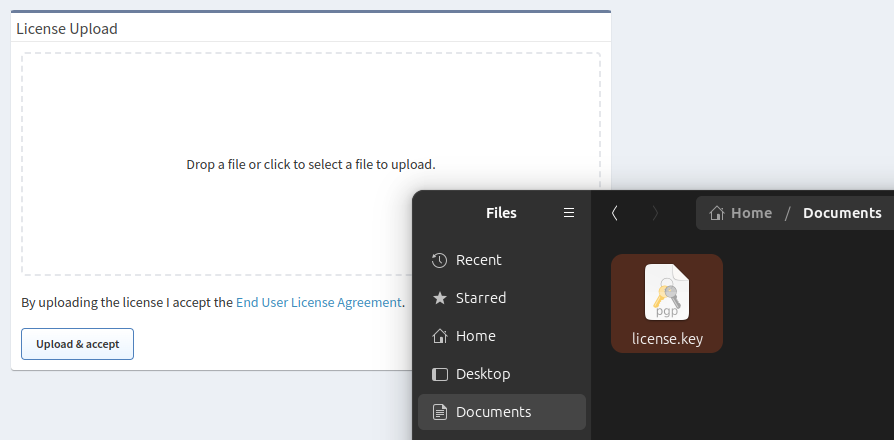 License Upload
Drop a file or click to select a file to upload.
By uploading the license I accept the End User License Agreement.
Upload & accept
Files
Home / Documents
Recent
Starred
Home
Desktop
Documents
pgp
license.key